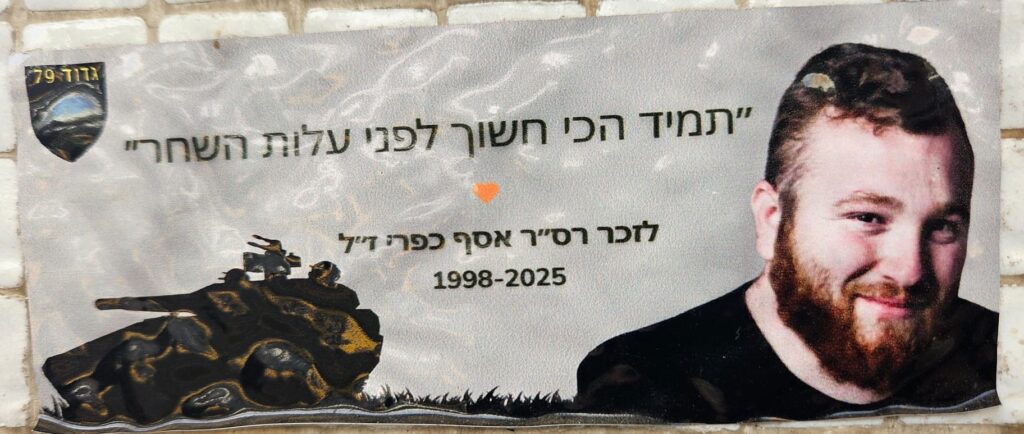 גדוד 79
"תמיד הכי חשוך לפני עלות השחר"
לזכר רס"ר אסף כפרי ז"ל
1998-2025